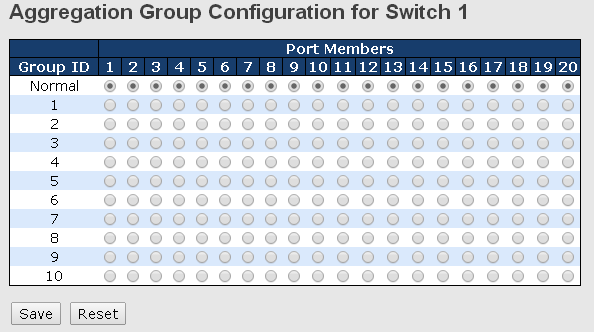 Aggregation Group Configuration for Switch 1
Port Members
Group ID 1 2 3 4 5 6 7 8 9 10 11 12 13 14 15 16 17 18 19 20
Normal
1
2
3
4
5
6
7
8
9
10
Save Reset